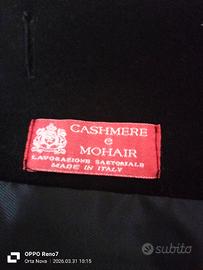 CASHMERE
e
MOHAIR
LAVORAZIONE SARTORIALE
MADE IN ITALY
OPPO Reno7
Orta Nova | 2026.03.31 10:15
subito